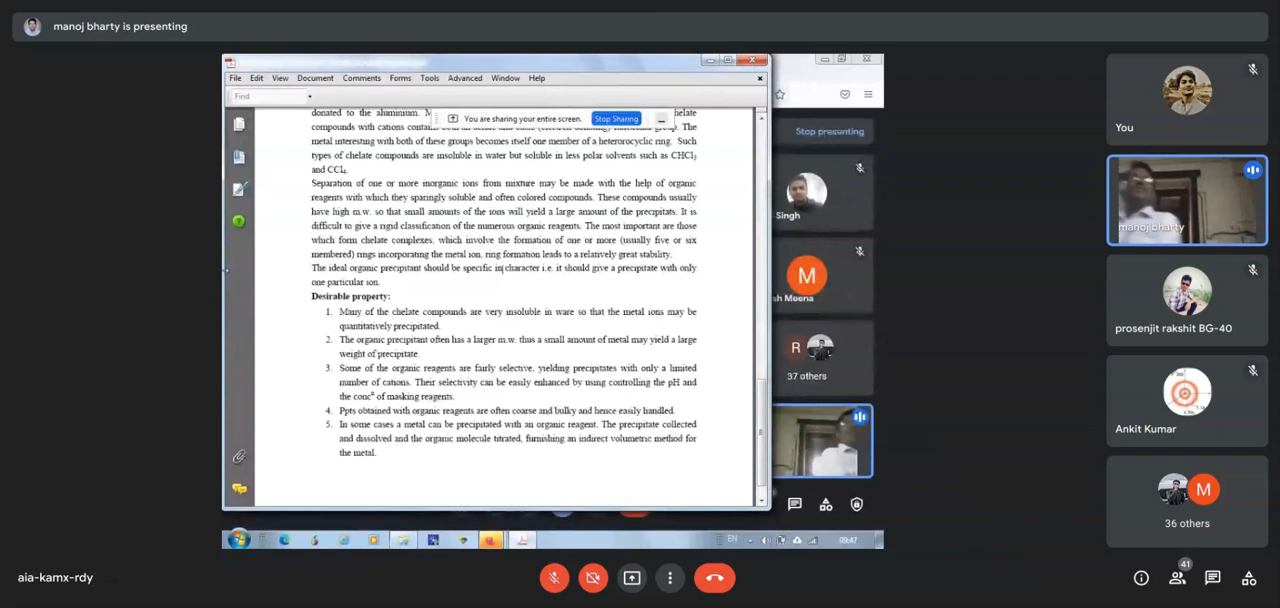 manoj bharty is presenting
File Edit View Document Comments Forms Tools Advanced Window Help
Find
You are sharing your entire screen. Stop Sharing
Stop presenting
donated to the aluminium. helate
compounds with cations The
metal interesting with both of these groups becomes itself one member of a heterocyclic ring. Such
types of chelate compounds are insoluble in water but soluble in less polar solvents such as CHCl3
and CCl4.
Separation of one or more inorganic ions from mixture may be made with the help of organic
reagents with which they sparingly soluble and often colored compounds. These compounds usually
have high m.w. so that small amounts of the ions will yield a large amount of the precipitats. It is
difficult to give a rigid classification of the numerous organic reagents. The most important are those
which form chelate complexes, which involve the formation of one or more (usually five or six
membered) rings incorporating the metal ion, ring formation leads to a relatively great stability.
The ideal organic precipitant should be specific in character i.e. it should give a precipitate with only
one particular ion.
Desirable property:
1. Many of the chelate compounds are very insoluble in ware so that the metal ions may be
quantitatively precipitated.
2. The organic precipitant often has a larger m.w. thus a small amount of metal may yield a large
weight of precipitate.
3. Some of the organic reagents are fairly selective, yielding precipitates with only a limited
number of cations. Their selectivity can be easily enhanced by using controlling the pH and
the concn of masking reagents.
4. Ppts obtained with organic reagents are often coarse and bulky and hence easily handled.
5. In some cases a metal can be precipitated with an organic reagent. The precipitate collected
and dissolved and the organic molecule titrated, furnishing an indirect volumetric method for
the metal.
Singh
M
sh Meena
R
37 others
EN 09:47
You
manoj bharty
prosenjit rakshit BG-40
Ankit Kumar
M
36 others
aia-kamx-rdy
41